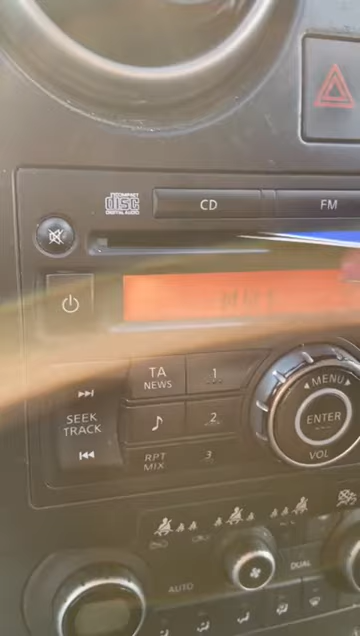 COMPACT
disc
DIGITAL AUDIO
CD
FM
TA
NEWS
1
MENU
SEEK
TRACK
2
ENTER
RPT
MIX
3
VOL
AUTO
DUAL